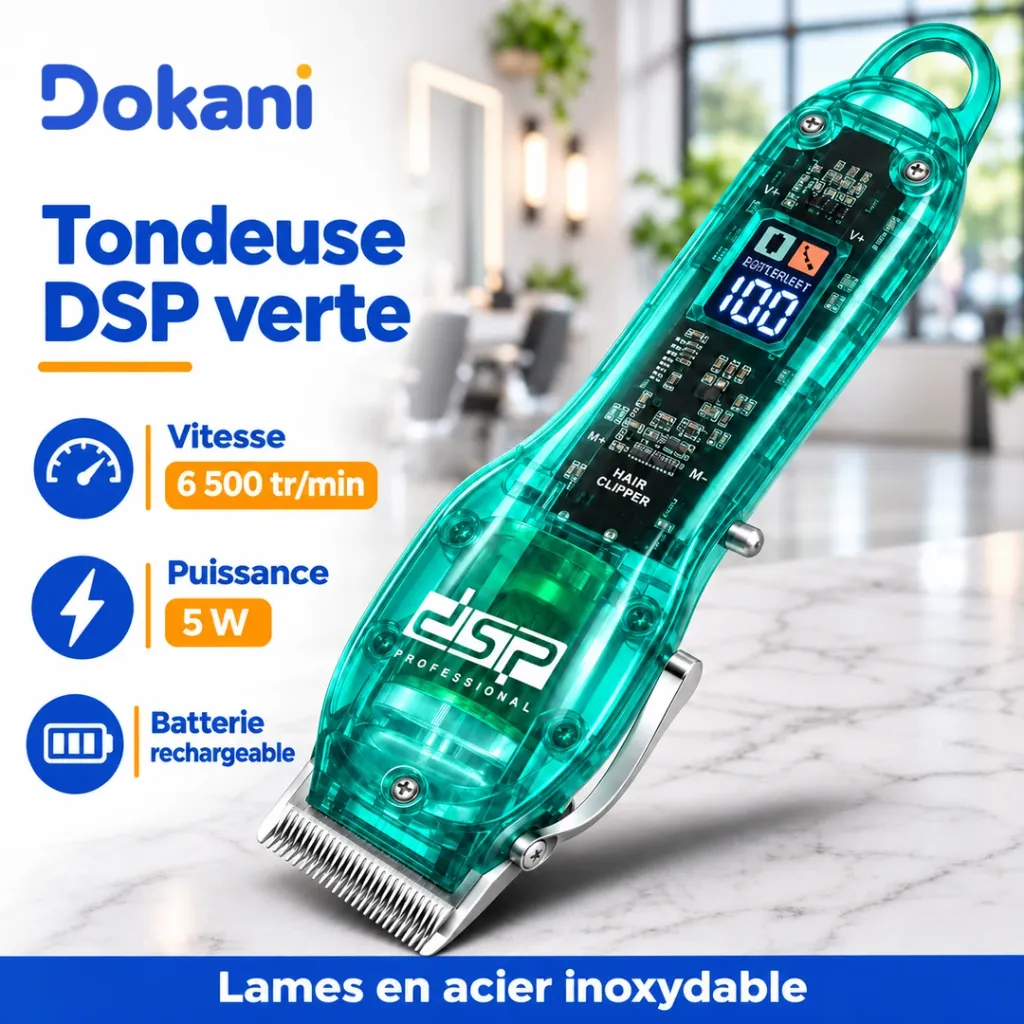 Dokani
Tondeuse
DSP verte
Vitesse
6 500 tr/min
Puissance
5 W
Batterie
rechargeable
V+
V+
100
M+
M-
HAIR
CLIPPER
dsp
PROFESSIONAL
Lames en acier inoxydable